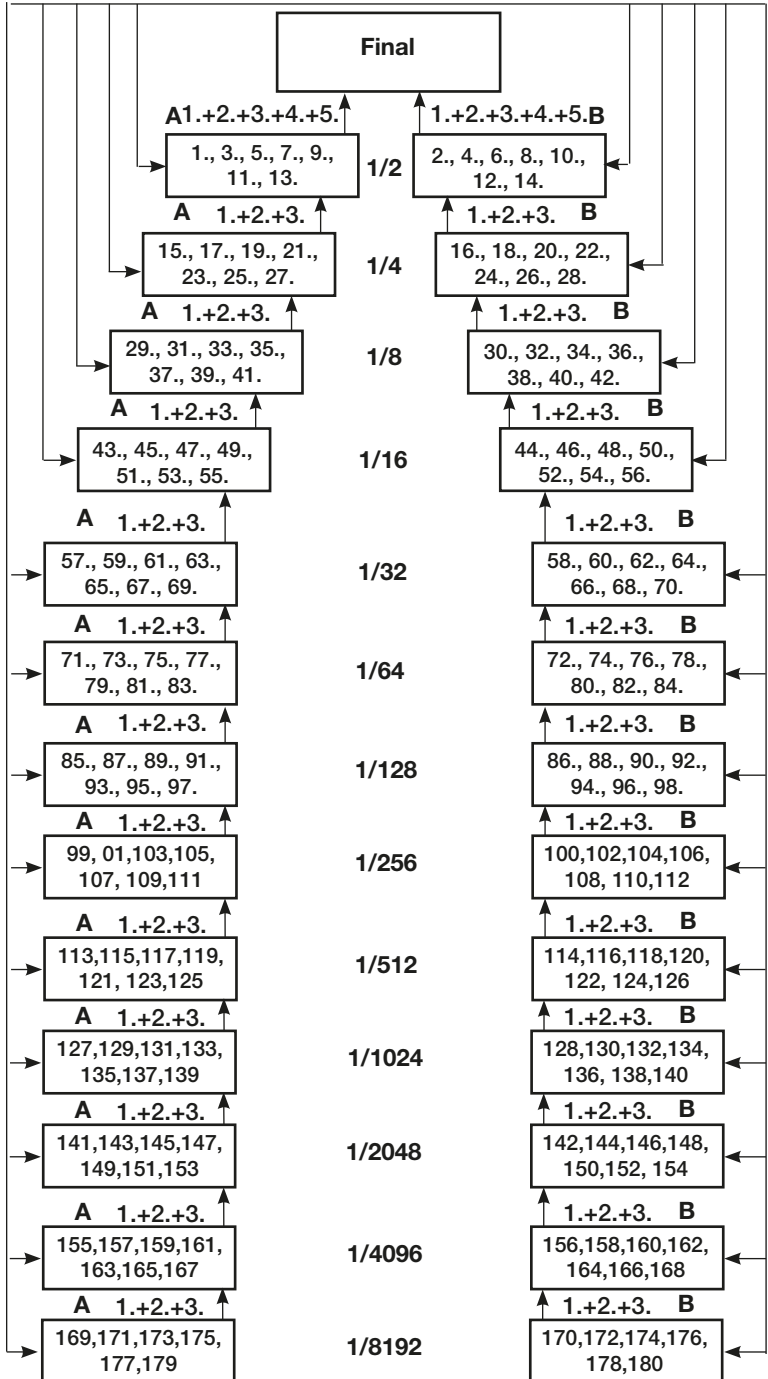 Final
A1.+2.+3.+4.+5. 1.+2.+3.+4.+5.B
1., 3., 5., 7., 9.,
11., 13.
1/2
2., 4., 6., 8., 10.,
12., 14.
A 1.+2.+3. 1.+2.+3. B
15., 17., 19., 21.,
23., 25., 27.
1/4
16., 18., 20., 22.,
24., 26., 28.
A 1.+2.+3. 1.+2.+3. B
29., 31., 33., 35.,
37., 39., 41.
1/8
30., 32., 34., 36.,
38., 40., 42.
A 1.+2.+3. 1.+2.+3. B
43., 45., 47., 49.,
51., 53., 55.
1/16
44., 46., 48., 50.,
52., 54., 56.
A 1.+2.+3. 1.+2.+3. B
57., 59., 61., 63.,
65., 67., 69.
1/32
58., 60., 62., 64.,
66., 68., 70.
A 1.+2.+3. 1.+2.+3. B
71., 73., 75., 77.,
79., 81., 83.
1/64
72., 74., 76., 78.,
80., 82., 84.
A 1.+2.+3. 1.+2.+3. B
85., 87., 89., 91.,
93., 95., 97.
1/128
86., 88., 90., 92.,
94., 96., 98.
A 1.+2.+3. 1.+2.+3. B
99, 01,103,105,
107, 109,111
1/256
100,102,104,106,
108, 110,112
A 1.+2.+3. 1.+2.+3. B
113,115,117,119,
121, 123,125
1/512
114,116,118,120,
122, 124,126
A 1.+2.+3. 1.+2.+3. B
127,129,131,133,
135,137,139
1/1024
128,130,132,134,
136, 138,140
A 1.+2.+3. 1.+2.+3. B
141,143,145,147,
149,151,153
1/2048
142,144,146,148,
150,152, 154
A 1.+2.+3. 1.+2.+3. B
155,157,159,161,
163,165,167
1/4096
156,158,160,162,
164,166,168
A 1.+2.+3. 1.+2.+3. B
169,171,173,175,
177,179
1/8192
170,172,174,176,
178,180